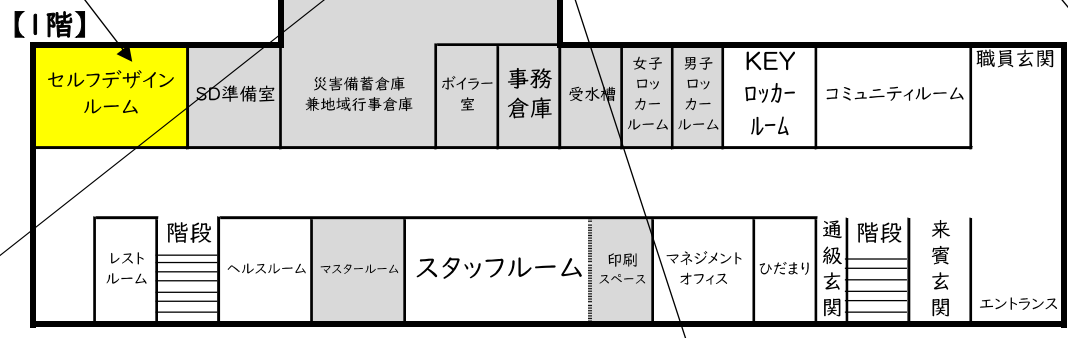 【1階】
セルフデザイン
ルーム
SD準備室
災害備蓄倉庫
兼地域行事倉庫
ボイラー
室
事務
倉庫
受水槽
女子
ロッ
カー
ルーム
男子
ロッ
カー
ルーム
KEY
ロッカー
ルーム
コミュニティルーム
職員玄関
レスト
ルーム
階段
ヘルスルーム
マスタールーム
スタッフルーム
印刷
スペース
マネジメント
オフィス
ひだまり
通級玄関
階段
来賓玄関
エントランス